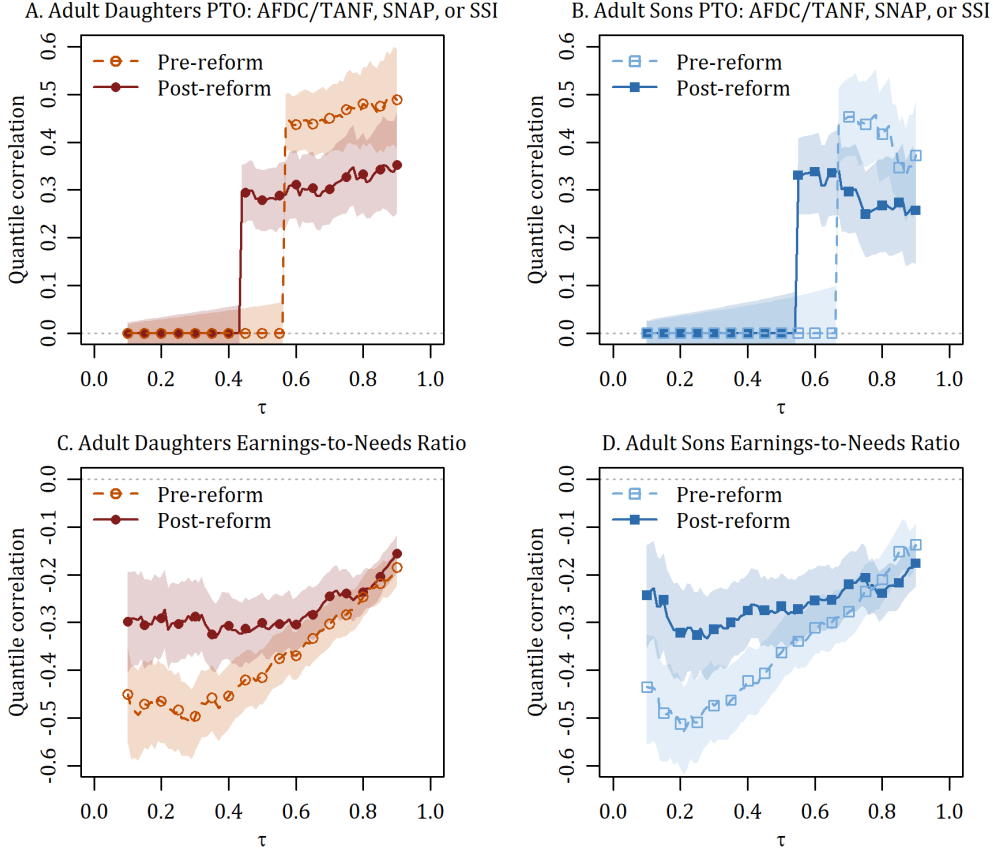 A. Adult Daughters PTO: AFDC/TANF, SNAP, or SSI
Pre-reform
Post-reform
Quantile correlation
0.6
0.5
0.4
0.3
0.2
0.1
0.0
0.0 0.2 0.4 0.6 0.8 1.0
τ
B. Adult Sons PTO: AFDC/TANF, SNAP, or SSI
Pre-reform
Post-reform
Quantile correlation
0.6
0.5
0.4
0.3
0.2
0.1
0.0
0.0 0.2 0.4 0.6 0.8 1.0
τ
C. Adult Daughters Earnings-to-Needs Ratio
Pre-reform
Post-reform
Quantile correlation
0.0
-0.1
-0.2
-0.3
-0.4
-0.5
-0.6
0.0 0.2 0.4 0.6 0.8 1.0
τ
D. Adult Sons Earnings-to-Needs Ratio
Pre-reform
Post-reform
Quantile correlation
0.0
-0.1
-0.2
-0.3
-0.4
-0.5
-0.6
0.0 0.2 0.4 0.6 0.8 1.0
τ